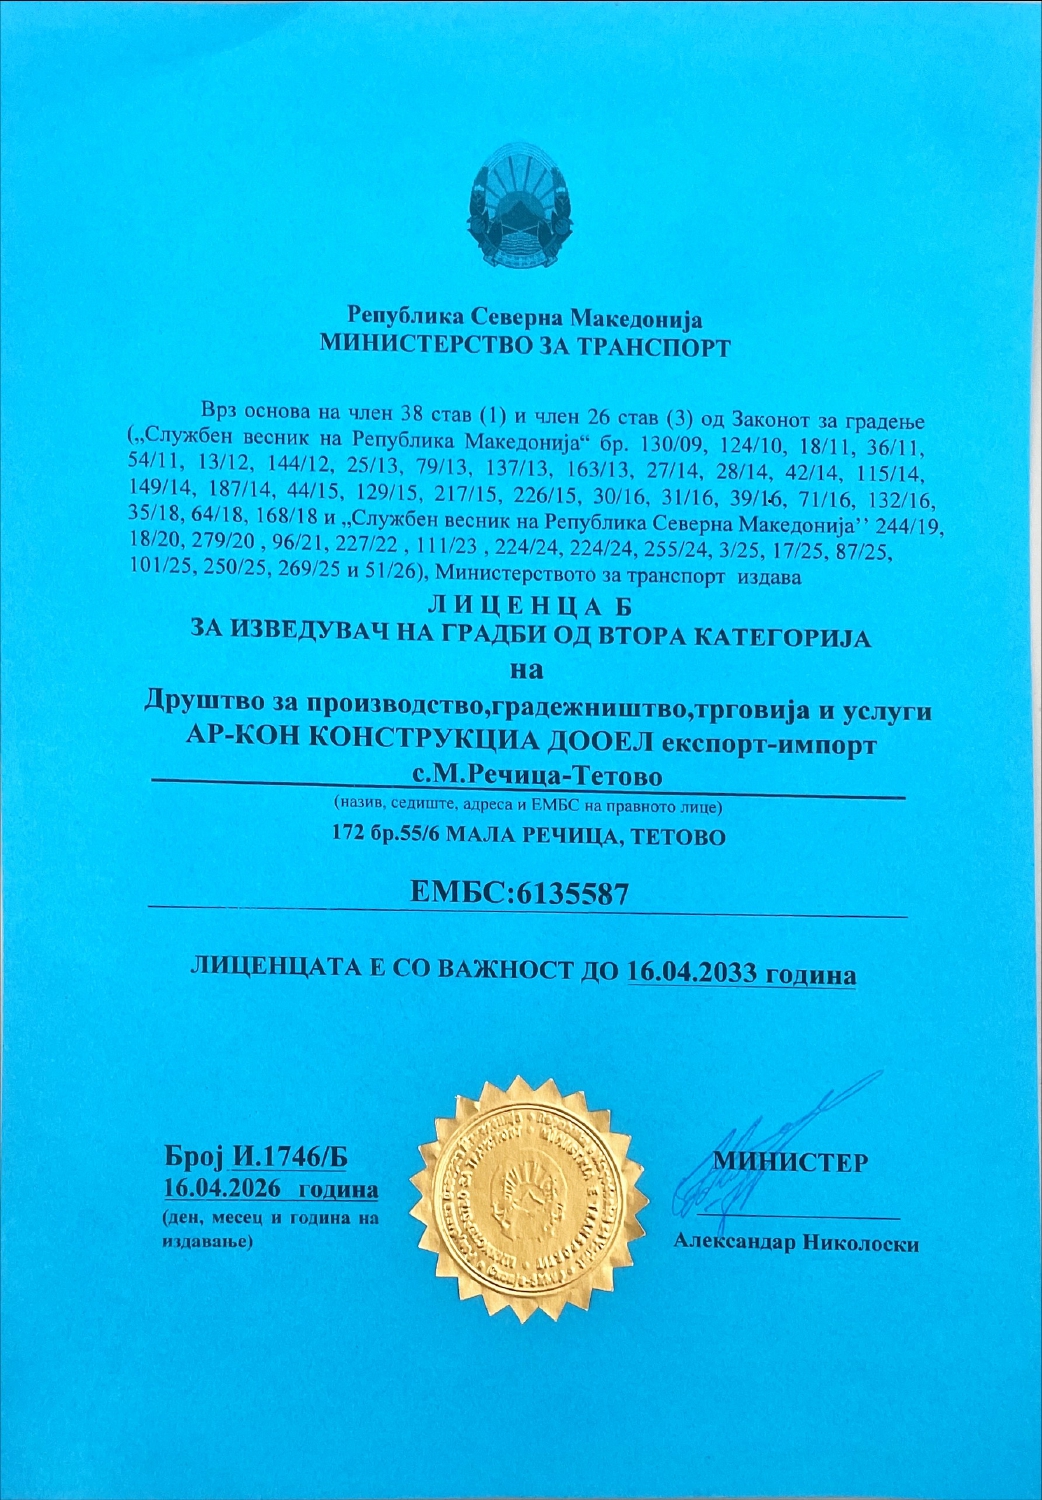 Република Северна Македонија
МИНИСТЕРСТВО ЗА ТРАНСПОРТ
Врз основа на член 38 став (1) и член 26 став (3) од Законот за градење
(„Службен весник на Република Македонија“ бр. 130/09, 124/10, 18/11, 36/11,
54/11, 13/12, 144/12, 25/13, 79/13, 137/13, 163/13, 27/14, 28/14, 42/14, 115/14,
149/14, 187/14, 44/15, 129/15, 217/15, 226/15, 30/16, 31/16, 39/16, 71/16, 132/16,
35/18, 64/18, 168/18 и „Службен весник на Република Северна Македонија’’ 244/19,
18/20, 279/20 , 96/21, 227/22 , 111/23 , 224/24, 224/24, 255/24, 3/25, 17/25, 87/25,
101/25, 250/25, 269/25 и 51/26), Министерството за транспорт издава
Л И Ц Е Н Ц А Б
ЗА ИЗВЕДУВАЧ НА ГРАДБИ ОД ВТОРА КАТЕГОРИЈА
на
Друштво за производство,градежништво,трговија и услуги
АР-КОН КОНСТРУКЦИА ДООЕЛ експорт-импорт
с.М.Речица-Тетово
(назив, седиште, адреса и ЕМБС на правното лице)
172 бр.55/6 МАЛА РЕЧИЦА, ТЕТОВО
ЕМБС:6135587
ЛИЦЕНЦАТА Е СО ВАЖНОСТ ДО 16.04.2033 година
Број И.1746/Б
16.04.2026 година
(ден, месец и година на
издавање)
МИНИСТЕР
Александар Николоски